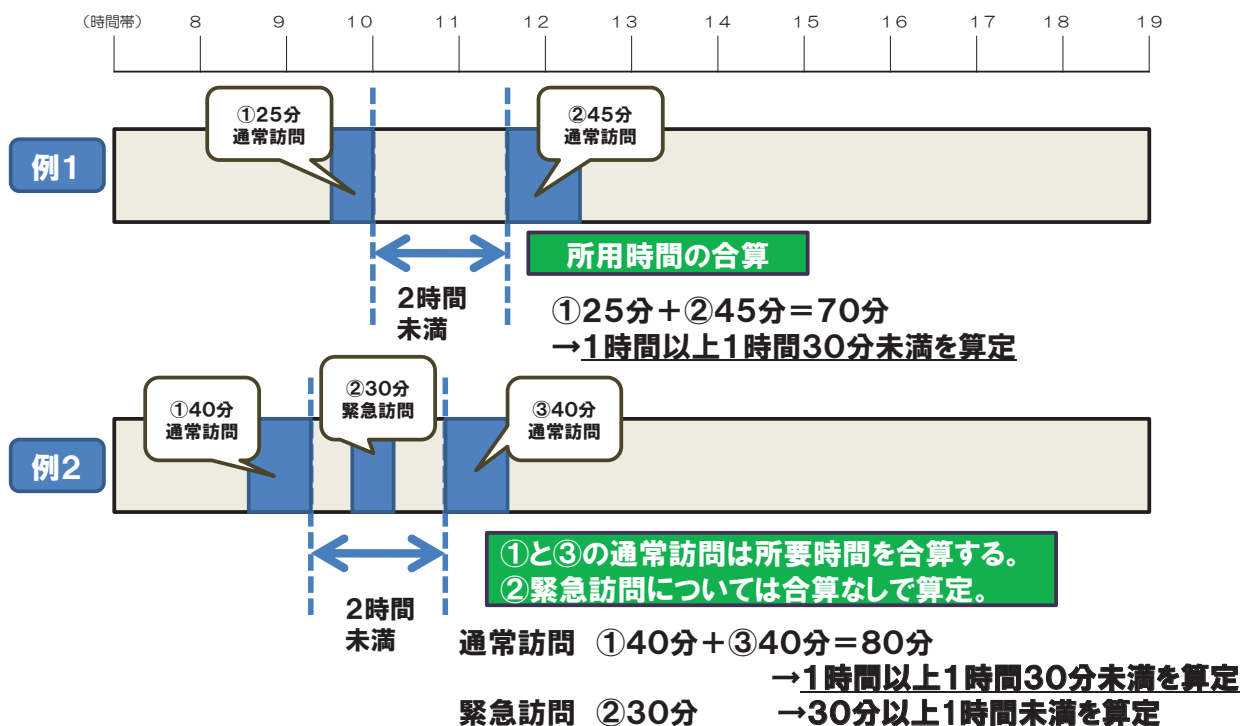 (時間帯) 8 9 10 11 12 13 14 15 16 17 18 19
①25分
通常訪問
②45分
通常訪問
例1
所用時間の合算
2時間
未満
①25分+②45分=70分
→1時間以上1時間30分未満を算定
①40分
通常訪問
②30分
緊急訪問
③40分
通常訪問
例2
①と③の通常訪問は所要時間を合算する。
②緊急訪問については合算なしで算定。
2時間
未満
通常訪問 ①40分+③40分=80分
→1時間以上1時間30分未満を算定
緊急訪問 ②30分 →30分以上1時間未満を算定